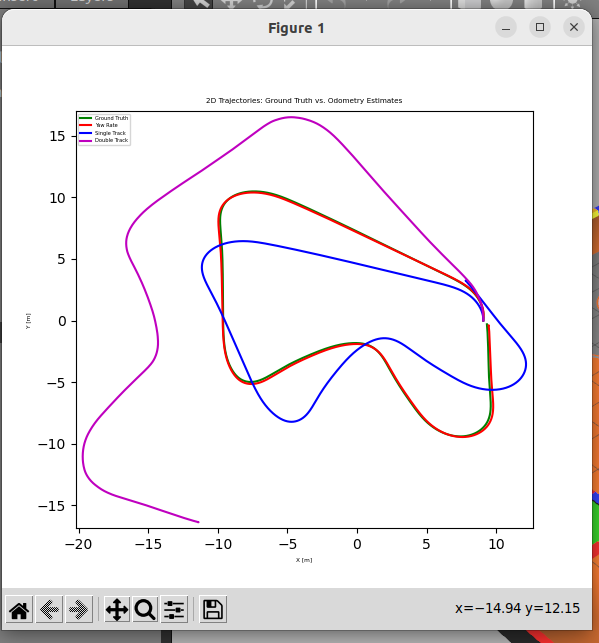 Figure 1
2D Trajectories: Ground Truth vs. Odometry Estimates
Ground Truth
Yaw Rate
Single Track
Double Track
15
10
5
0
−5
−10
−15
Y [m]
−20 −15 −10 −5 0 5 10
X [m]
x=−14.94 y=12.15